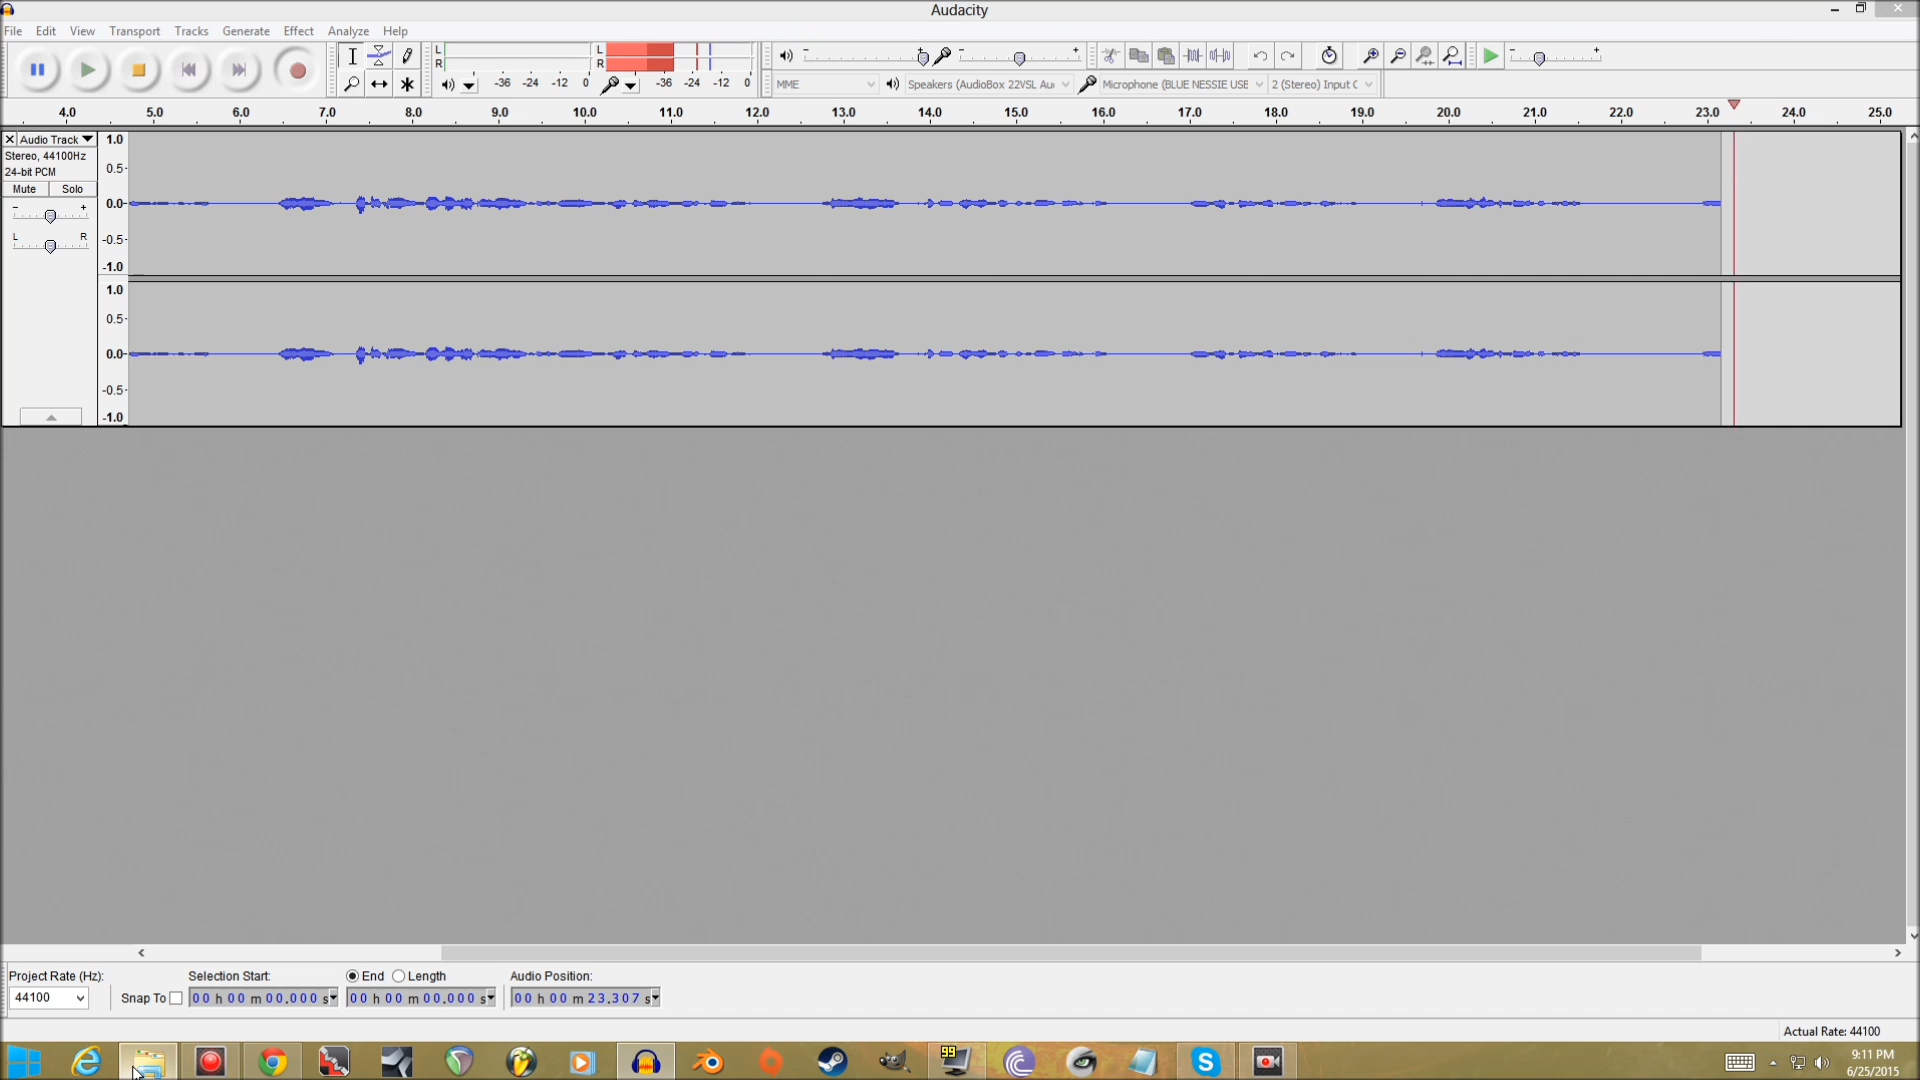 Audacity
File Edit View Transport Tracks Generate Effect Analyze Help
L
R
-36 -24 -12 0
L
R
-36 -24 -12 0
- +
- +
- +
MME
Speakers (AudioBox 22VSL Au
Microphone (BLUE NESSIE USB
2 (Stereo) Input C
4.0 5.0 6.0 7.0 8.0 9.0 10.0 11.0 12.0 13.0 14.0 15.0 16.0 17.0 18.0 19.0 20.0 21.0 22.0 23.0 24.0 25.0
Audio Track
Stereo, 44100Hz
24-bit PCM
Mute Solo
- +
L R
1.0
0.5
0.0
-0.5
-1.0
1.0
0.5
0.0
-0.5
-1.0
Project Rate (Hz):
44100
Snap To
Selection Start:
00 h 00 m 00.000 s
End Length
00 h 00 m 00.000 s
Audio Position:
00 h 00 m 23.307 s
Actual Rate: 44100
99
9:11 PM
6/25/2015